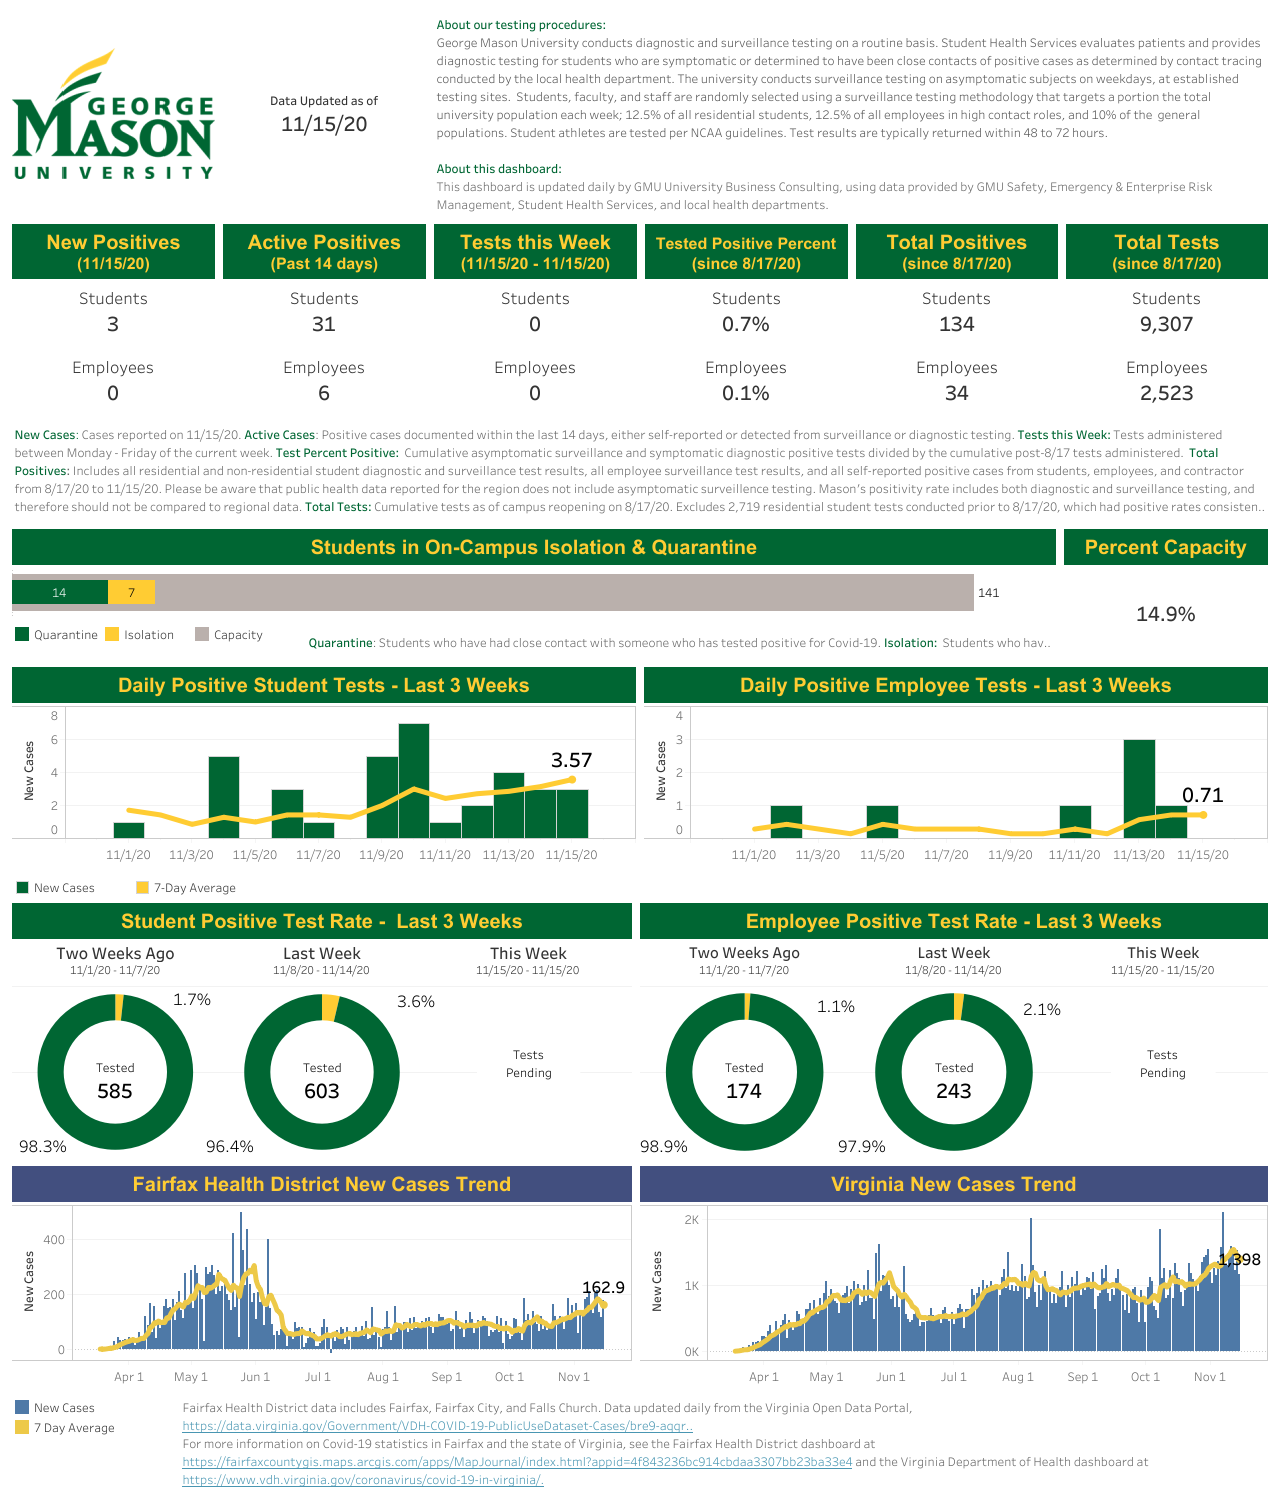 About our testing procedures:
George Mason University conducts diagnostic and surveillance testing on a routine basis. Student Health Services evaluates patients and provides
diagnostic testing for students who are symptomatic or determined to have been close contacts of positive cases as determined by contact tracing
conducted by the local health department. The university conducts surveillance testing on asymptomatic subjects on weekdays, at established
testing sites. Students, faculty, and staff are randomly selected using a surveillance testing methodology that targets a portion the total
university population each week; 12.5% of all residential students, 12.5% of all employees in high contact roles, and 10% of the general
populations. Student athletes are tested per NCAA guidelines. Test results are typically returned within 48 to 72 hours.
About this dashboard:
This dashboard is updated daily by GMU University Business Consulting, using data provided by GMU Safety, Emergency & Enterprise Risk
Management, Student Health Services, and local health departments.
GEORGE
MASON
UNIVERSITY
Data Updated as of
11/15/20
New Positives
(11/15/20)
Students
3
Employees
0
Active Positives
(Past 14 days)
Students
31
Employees
6
Tests this Week
(11/15/20 - 11/15/20)
Students
0
Employees
0
Tested Positive Percent
(since 8/17/20)
Students
0.7%
Employees
0.1%
Total Positives
(since 8/17/20)
Students
134
Employees
34
Total Tests
(since 8/17/20)
Students
9,307
Employees
2,523
New Cases: Cases reported on 11/15/20. Active Cases: Positive cases documented within the last 14 days, either self-reported or detected from surveillance or diagnostic testing. Tests this Week: Tests administered
between Monday - Friday of the current week. Test Percent Positive: Cumulative asymptomatic surveillance and symptomatic diagnostic positive tests divided by the cumulative post-8/17 tests administered. Total
Positives: Includes all residential and non-residential student diagnostic and surveillance test results, all employee surveillance test results, and all self-reported positive cases from students, employees, and contractor
from 8/17/20 to 11/15/20. Please be aware that public health data reported for the region does not include asymptomatic surveillence testing. Mason's positivity rate includes both diagnostic and surveillance testing, and
therefore should not be compared to regional data. Total Tests: Cumulative tests as of campus reopening on 8/17/20. Excludes 2,719 residential student tests conducted prior to 8/17/20, which had positive rates consisten..
Students in On-Campus Isolation & Quarantine
14 7 141
Quarantine Isolation Capacity
Quarantine: Students who have had close contact with someone who has tested positive for Covid-19. Isolation: Students who hav..
Percent Capacity
14.9%
Daily Positive Student Tests - Last 3 Weeks
New Cases
8
6
4
2
0
3.57
11/1/20 11/3/20 11/5/20 11/7/20 11/9/20 11/11/20 11/13/20 11/15/20
New Cases 7-Day Average
Daily Positive Employee Tests - Last 3 Weeks
New Cases
4
3
2
1
0
0.71
11/1/20 11/3/20 11/5/20 11/7/20 11/9/20 11/11/20 11/13/20 11/15/20
Student Positive Test Rate - Last 3 Weeks
Two Weeks Ago
11/1/20 - 11/7/20
1.7%
Tested
585
98.3%
Last Week
11/8/20 - 11/14/20
3.6%
Tested
603
96.4%
This Week
11/15/20 - 11/15/20
Tests
Pending
Employee Positive Test Rate - Last 3 Weeks
Two Weeks Ago
11/1/20 - 11/7/20
1.1%
Tested
174
98.9%
Last Week
11/8/20 - 11/14/20
2.1%
Tested
243
97.9%
This Week
11/15/20 - 11/15/20
Tests
Pending
Fairfax Health District New Cases Trend
New Cases
400
200
0
162.9
Apr 1 May 1 Jun 1 Jul 1 Aug 1 Sep 1 Oct 1 Nov 1
Virginia New Cases Trend
New Cases
2K
1K
0K
1,398
Apr 1 May 1 Jun 1 Jul 1 Aug 1 Sep 1 Oct 1 Nov 1
New Cases
7 Day Average
Fairfax Health District data includes Fairfax, Fairfax City, and Falls Church. Data updated daily from the Virginia Open Data Portal,
https://data.virginia.gov/Government/VDH-COVID-19-PublicUseDataset-Cases/bre9-aqqr..
For more information on Covid-19 statistics in Fairfax and the state of Virginia, see the Fairfax Health District dashboard at
https://fairfaxcountygis.maps.arcgis.com/apps/MapJournal/index.html?appid=4f843236bc914cbdaa3307bb23ba33e4 and the Virginia Department of Health dashboard at
https://www.vdh.virginia.gov/coronavirus/covid-19-in-virginia/.